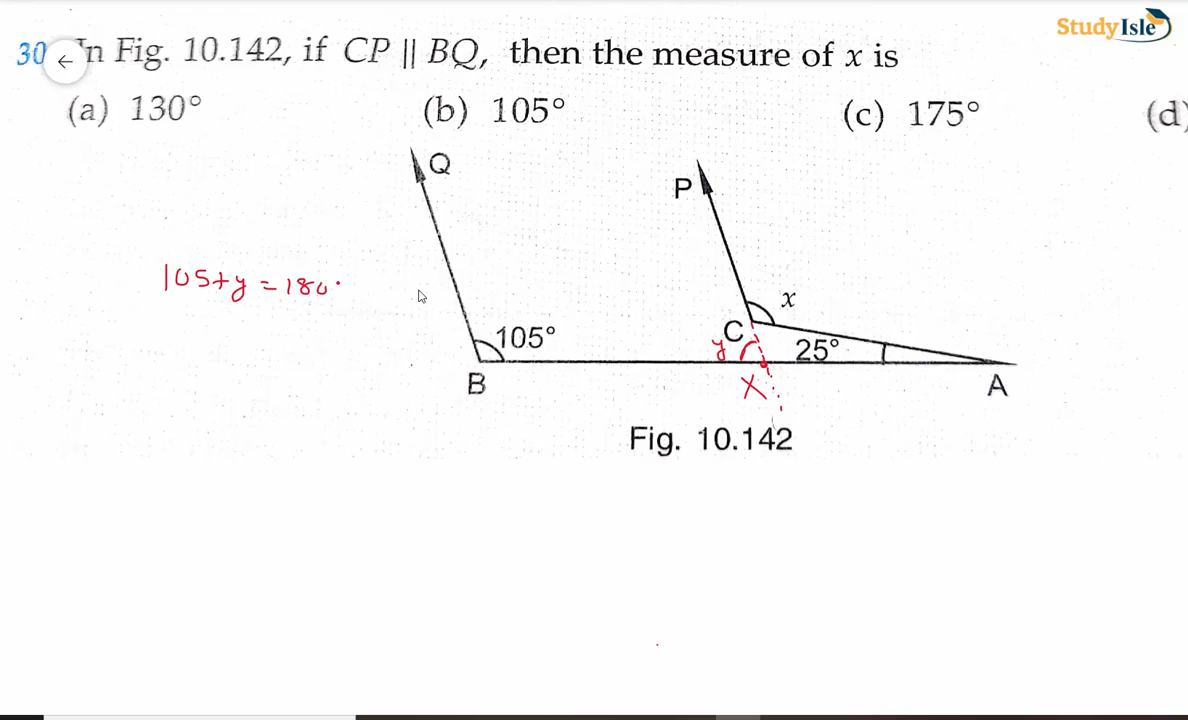 StudyIsle
30 In Fig. 10.142, if CP || BQ, then the measure of x is
(a) 130° (b) 105° (c) 175° (d)
Q
P
105+y = 180°
x
C
105°
y
25°
B
X
A
Fig. 10.142